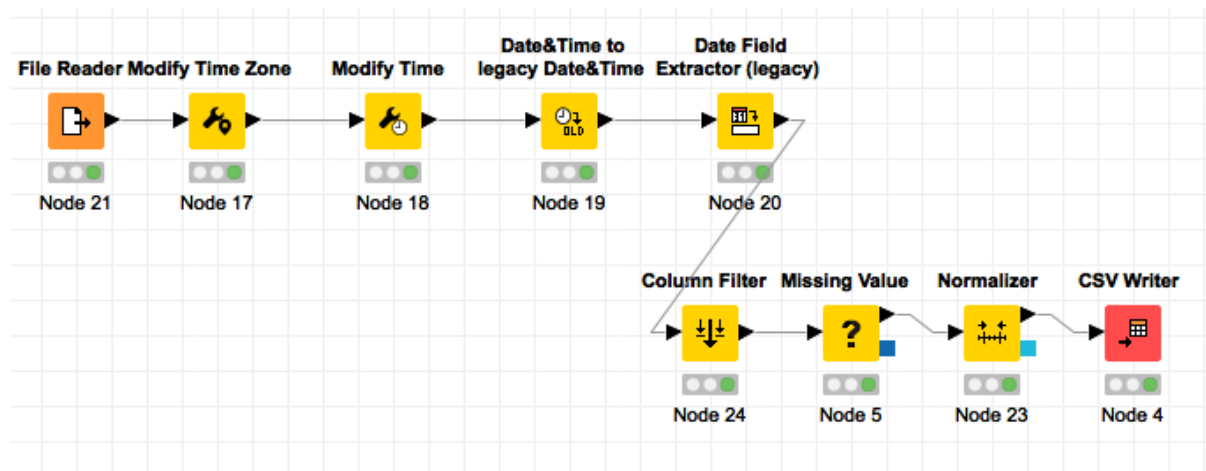 Date&Time to Date Field
File Reader Modify Time Zone Modify Time legacy Date&Time Extractor (legacy)
31
OLD
Node 21 Node 17 Node 18 Node 19 Node 20
Column Filter Missing Value Normalizer CSV Writer
?
Node 24 Node 5 Node 23 Node 4